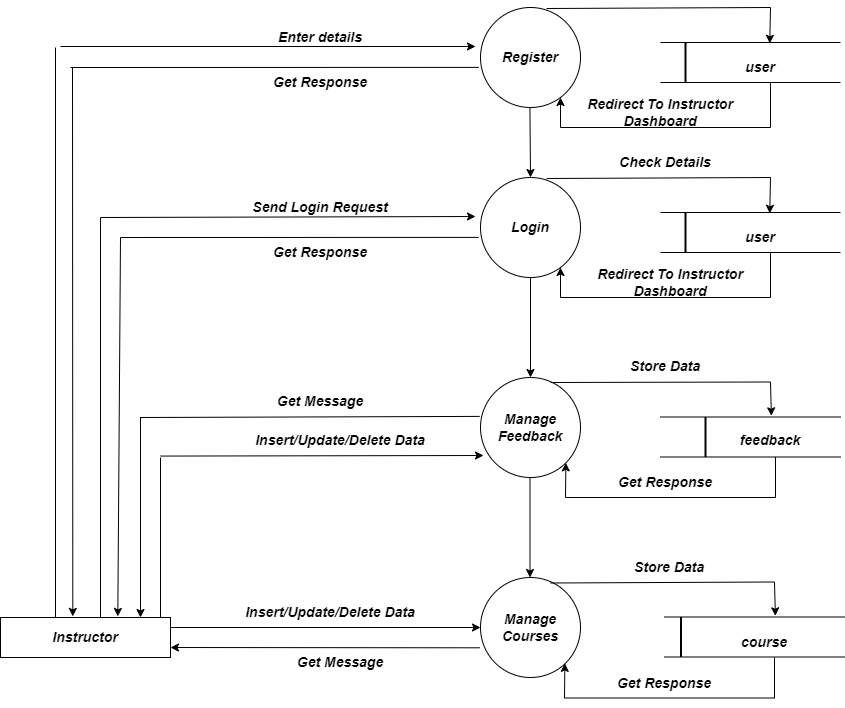 Enter details
Register
Get Response
user
Redirect To Instructor
Dashboard
Check Details
Send Login Request
Login
Get Response
user
Redirect To Instructor
Dashboard
Store Data
Get Message
Manage
Feedback
Insert/Update/Delete Data
feedback
Get Response
Store Data
Insert/Update/Delete Data
Manage
Courses
Instructor
course
Get Message
Get Response